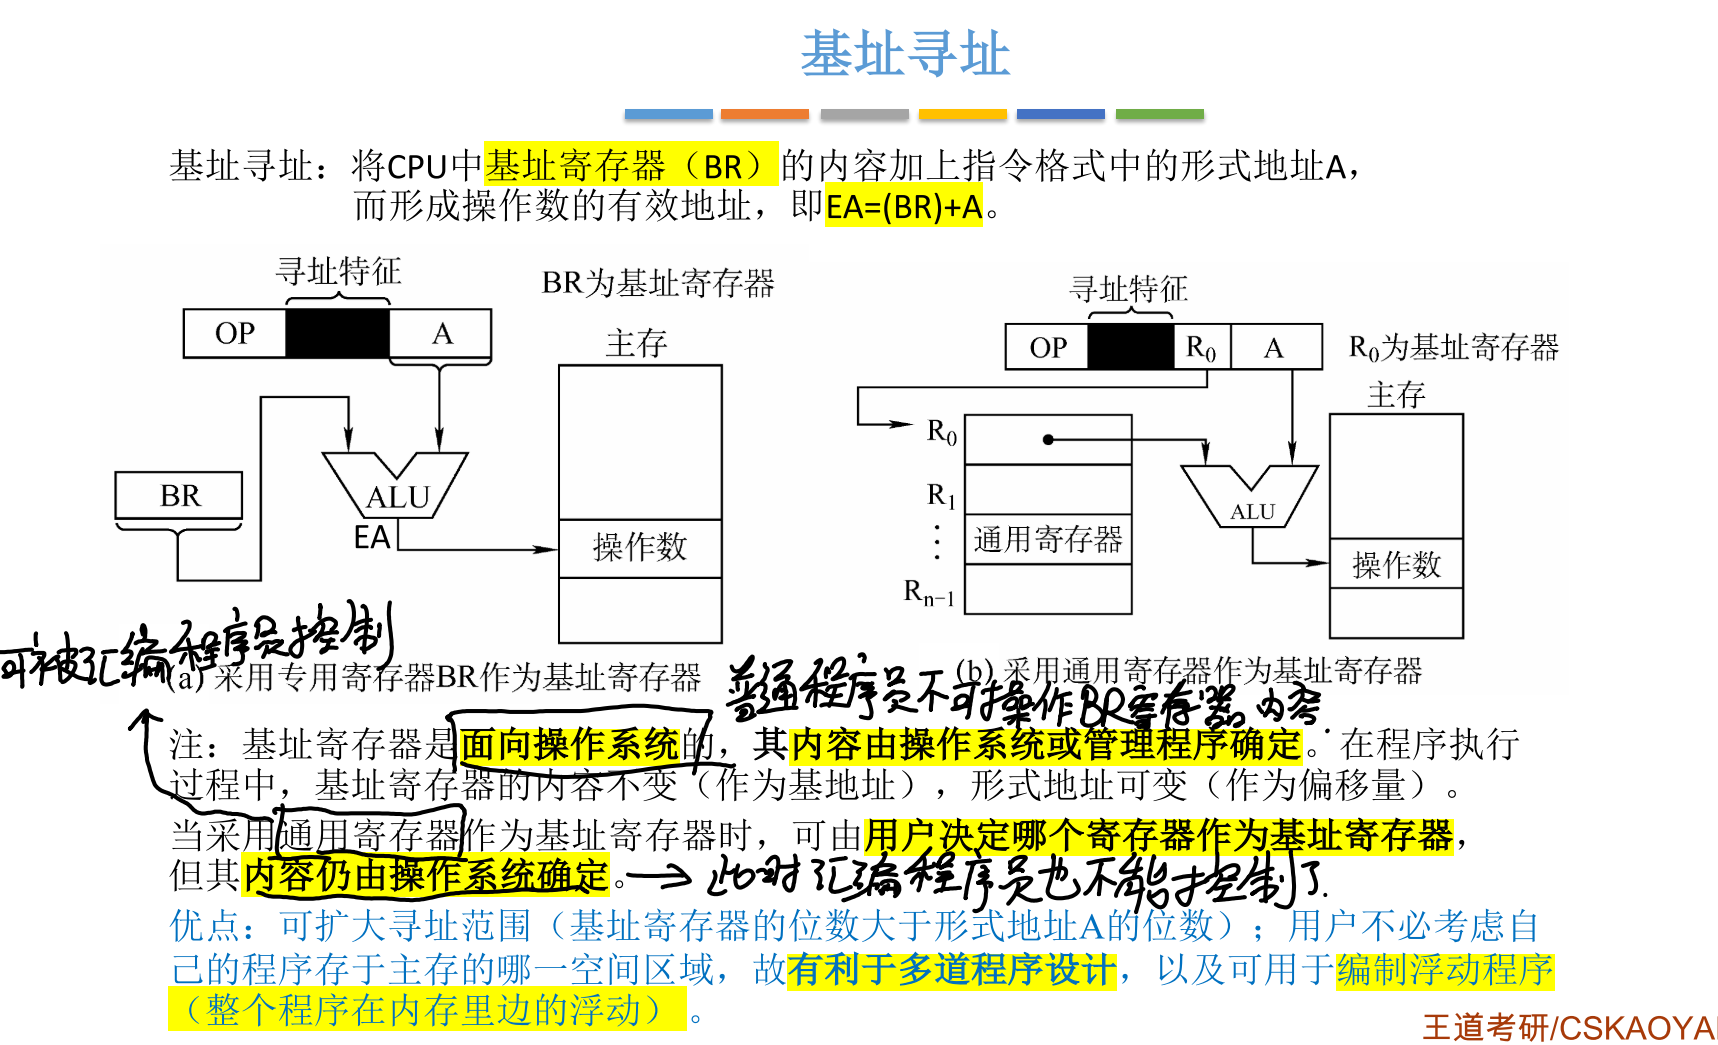 基址寻址
基址寻址：将CPU中基址寄存器（BR）的内容加上指令格式中的形式地址A，
而形成操作数的有效地址，即EA=(BR)+A。
寻址特征
BR为基址寄存器
OP
A
主存
BR
ALU
EA
操作数
寻址特征
OP
R0
A
R0为基址寄存器
主存
R0
R1
⋮
通用寄存器
Rn-1
ALU
操作数
可被汇编程序员控制
(a) 采用专用寄存器BR作为基址寄存器
(b) 采用通用寄存器作为基址寄存器
普通程序员不可操作BR寄存器内容
注：基址寄存器是面向操作系统的，其内容由操作系统或管理程序确定。在程序执行
过程中，基址寄存器的内容不变（作为基地址），形式地址可变（作为偏移量）。
当采用通用寄存器作为基址寄存器时，可由用户决定哪个寄存器作为基址寄存器，
但其内容仍由操作系统确定。→此时汇编程序员也不能控制了.
优点：可扩大寻址范围（基址寄存器的位数大于形式地址A的位数）；用户不必考虑自
己的程序存于主存的哪一空间区域，故有利于多道程序设计，以及可用于编制浮动程序
（整个程序在内存里边的浮动）。
王道考研/CSKAOYA